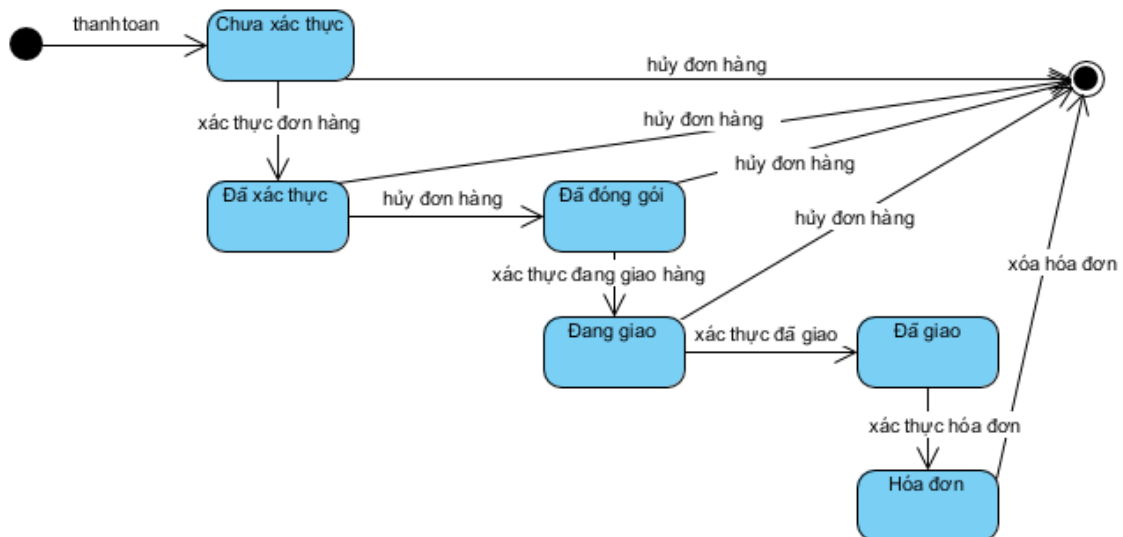 thanhtoan
Chưa xác thực
hủy đơn hàng
xác thực đơn hàng
hủy đơn hàng
hủy đơn hàng
Đã xác thực
hủy đơn hàng
Đã đóng gói
hủy đơn hàng
xác thực đang giao hàng
xóa hóa đơn
Đang giao
xác thực đã giao
Đã giao
xác thực hóa đơn
Hóa đơn